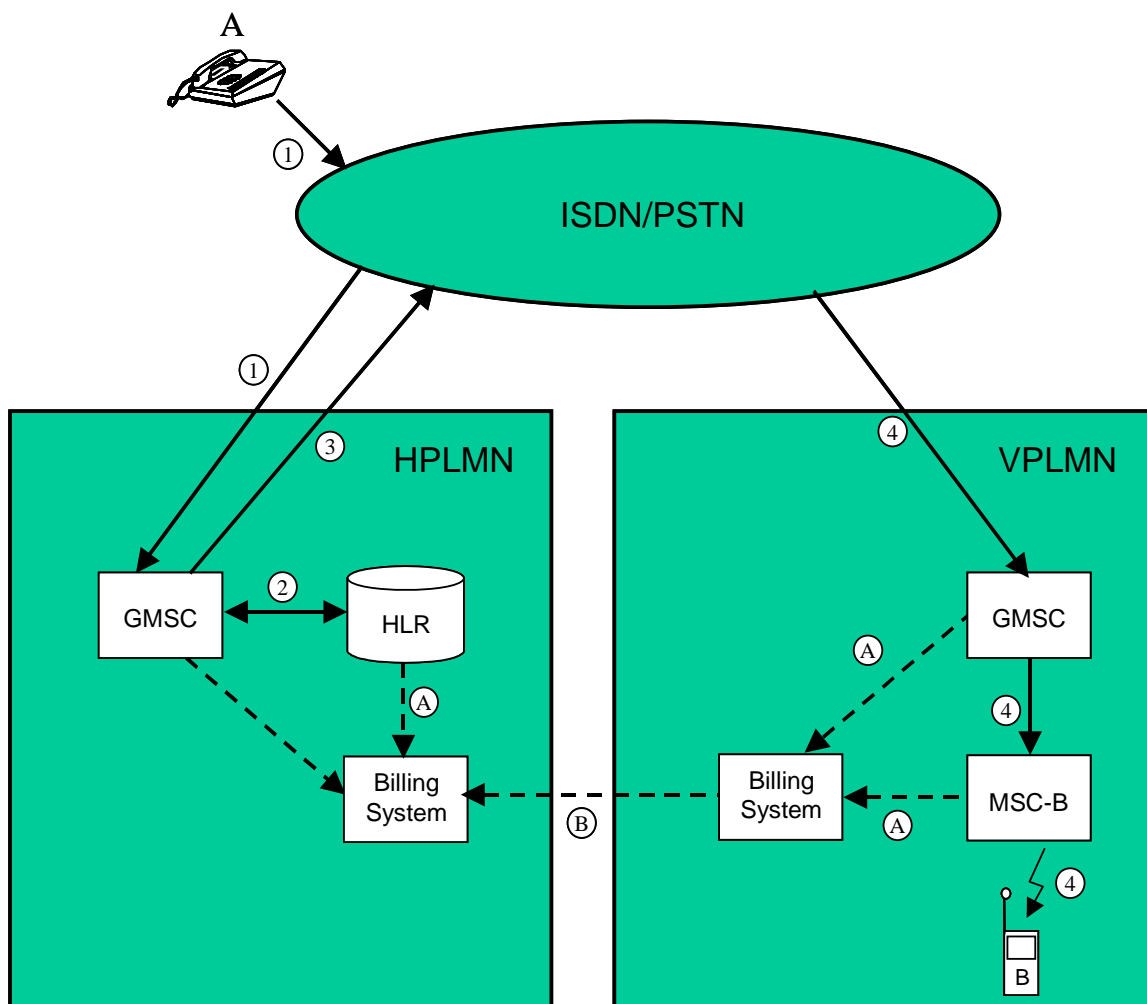 A
1
ISDN/PSTN
1
3
4
HPLMN
VPLMN
GMSC
2
HLR
GMSC
A
A
4
Billing
System
B
Billing
System
A
MSC-B
4
B